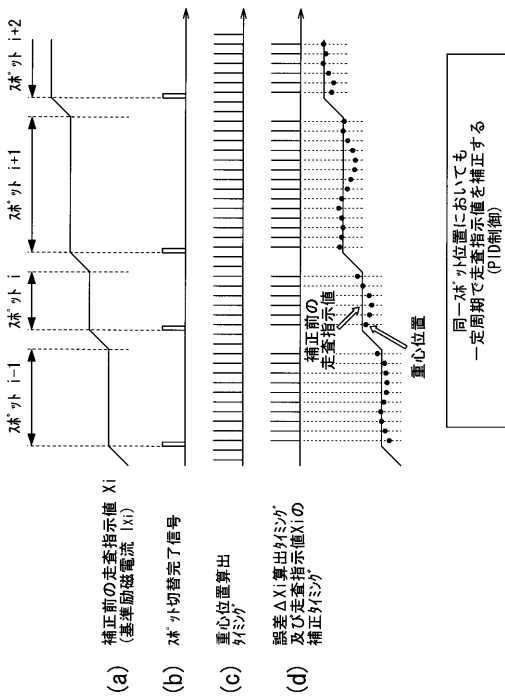 スポット i-1
スポット i
スポット i+1
スポット i+2
(a)
補正前の走査指示値 Xi
(基準励磁電流 Ixi)
(b)
スポット切替完了信号
(c)
重心位置算出
タイミング
(d)
誤差ΔXi算出タイミング
及び走査指示値Xiの
補正タイミング
補正前の
走査指示値
重心位置
同一スポット位置においても
一定周期で走査指示値を補正する
(PID制御)